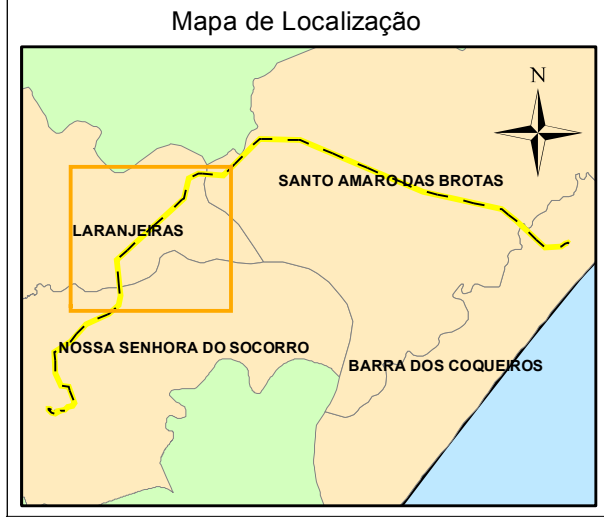 Mapa de Localização
N
SANTO AMARO DAS BROTAS
LARANJEIRAS
NOSSA SENHORA DO SOCORRO
BARRA DOS COQUEIROS